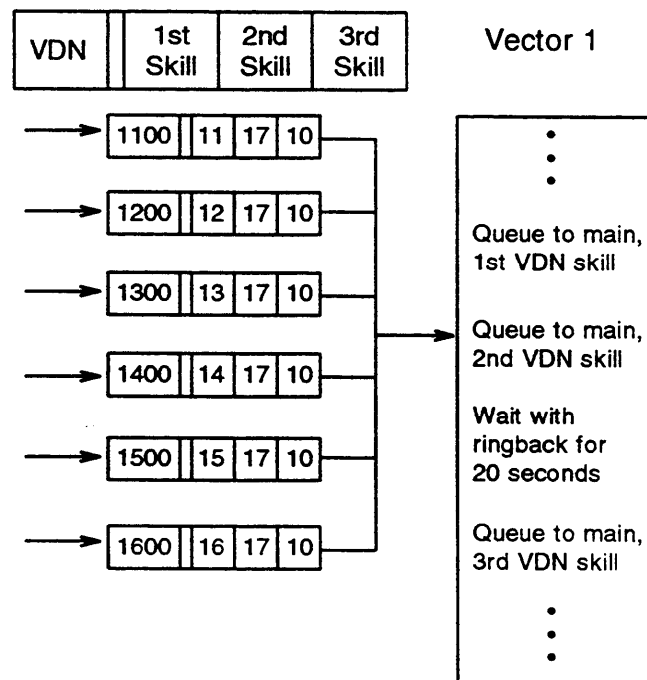 VDN 1st Skill 2nd Skill 3rd Skill
Vector 1
1100 11 17 10
1200 12 17 10
1300 13 17 10
1400 14 17 10
1500 15 17 10
1600 16 17 10
Queue to main,
1st VDN skill
Queue to main,
2nd VDN skill
Wait with
ringback for
20 seconds
Queue to main,
3rd VDN skill